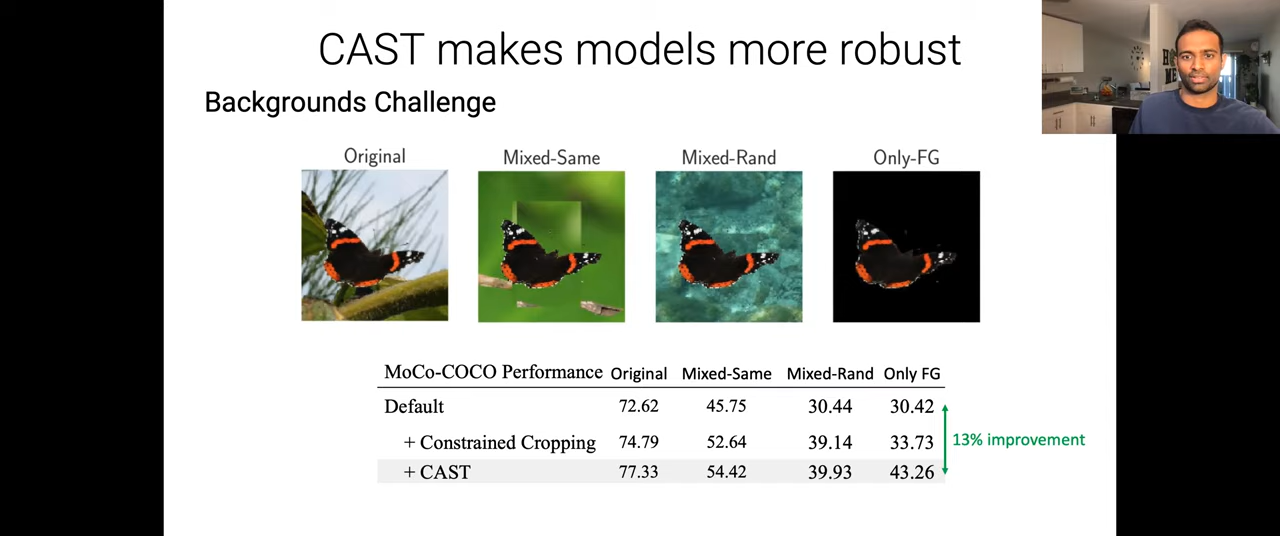 CAST makes models more robust
Backgrounds Challenge
Original Mixed-Same Mixed-Rand Only-FG
MoCo-COCO Performance Original Mixed-Same Mixed-Rand Only FG
Default 72.62 45.75 30.44 30.42
+ Constrained Cropping 74.79 52.64 39.14 33.73
+ CAST 77.33 54.42 39.93 43.26
13% improvement